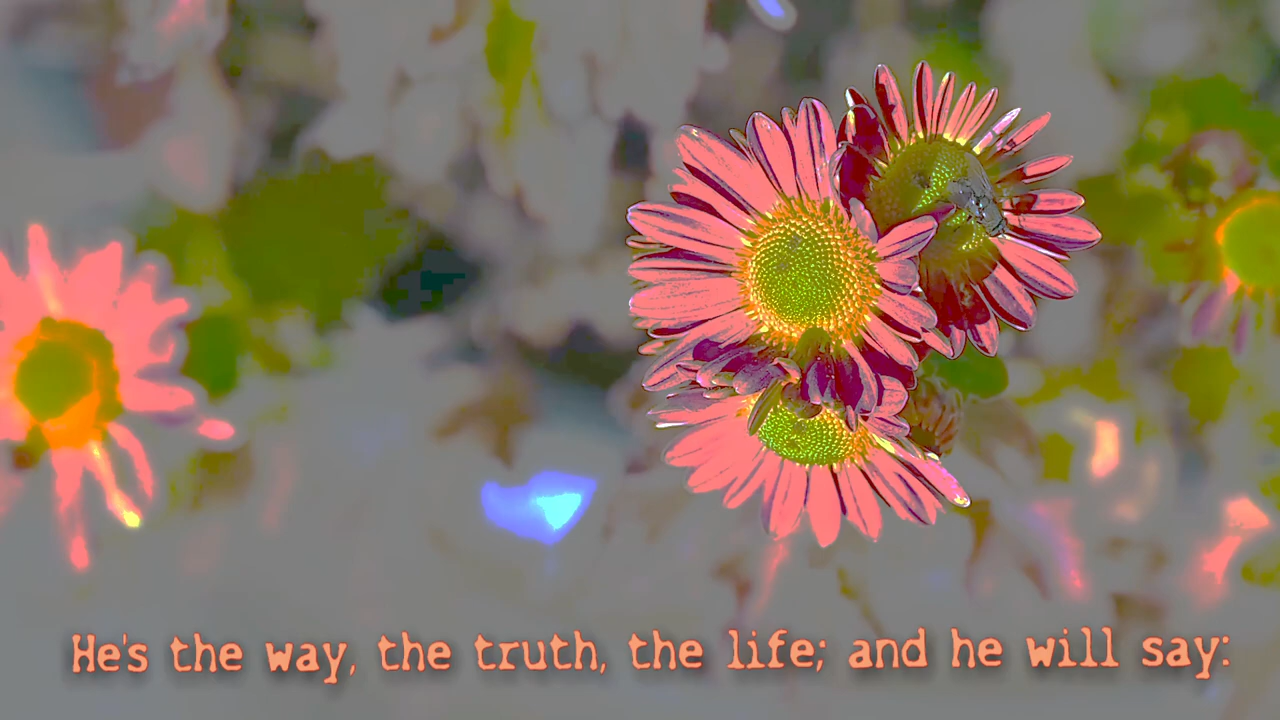 He's the way, the truth, the life; and he will say: